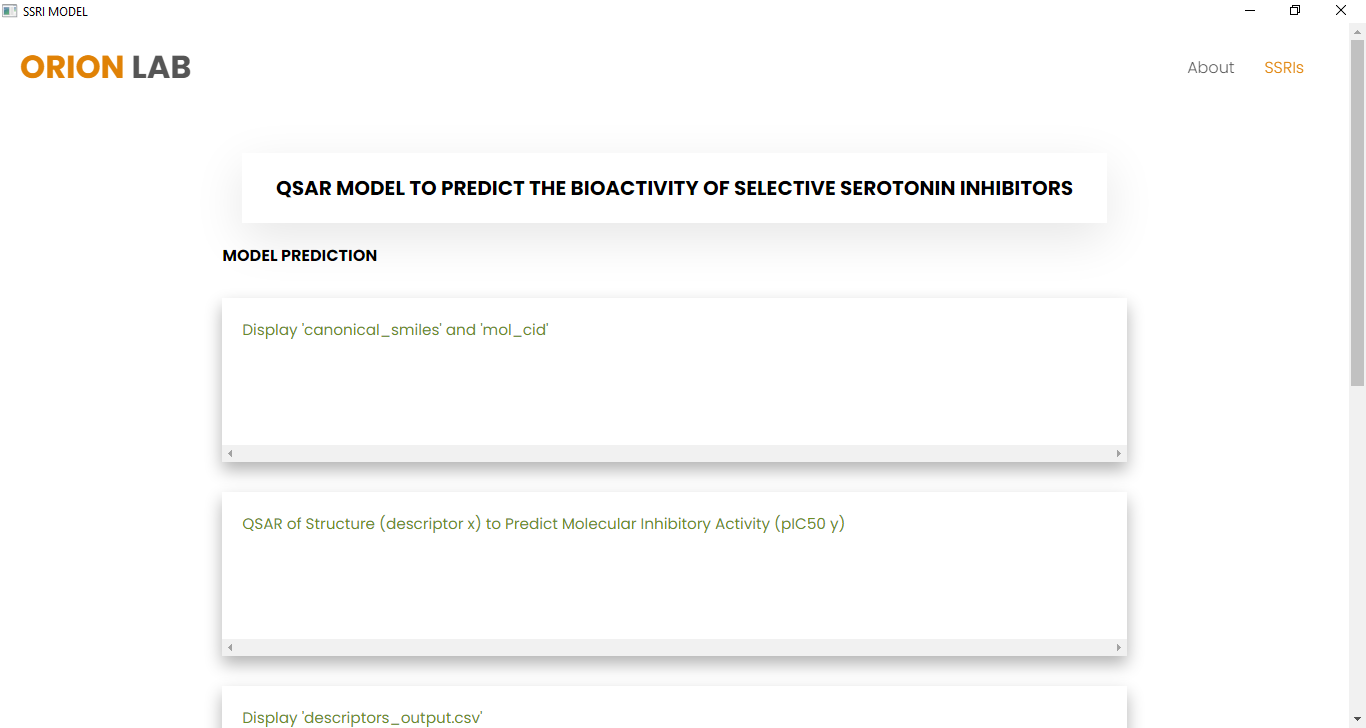 SSRI MODEL
ORION LAB
About SSRIs
QSAR MODEL TO PREDICT THE BIOACTIVITY OF SELECTIVE SEROTONIN INHIBITORS
MODEL PREDICTION
Display 'canonical_smiles' and 'mol_cid'
QSAR of Structure (descriptor x) to Predict Molecular Inhibitory Activity (pIC50 y)
Display 'descriptors_output.csv'